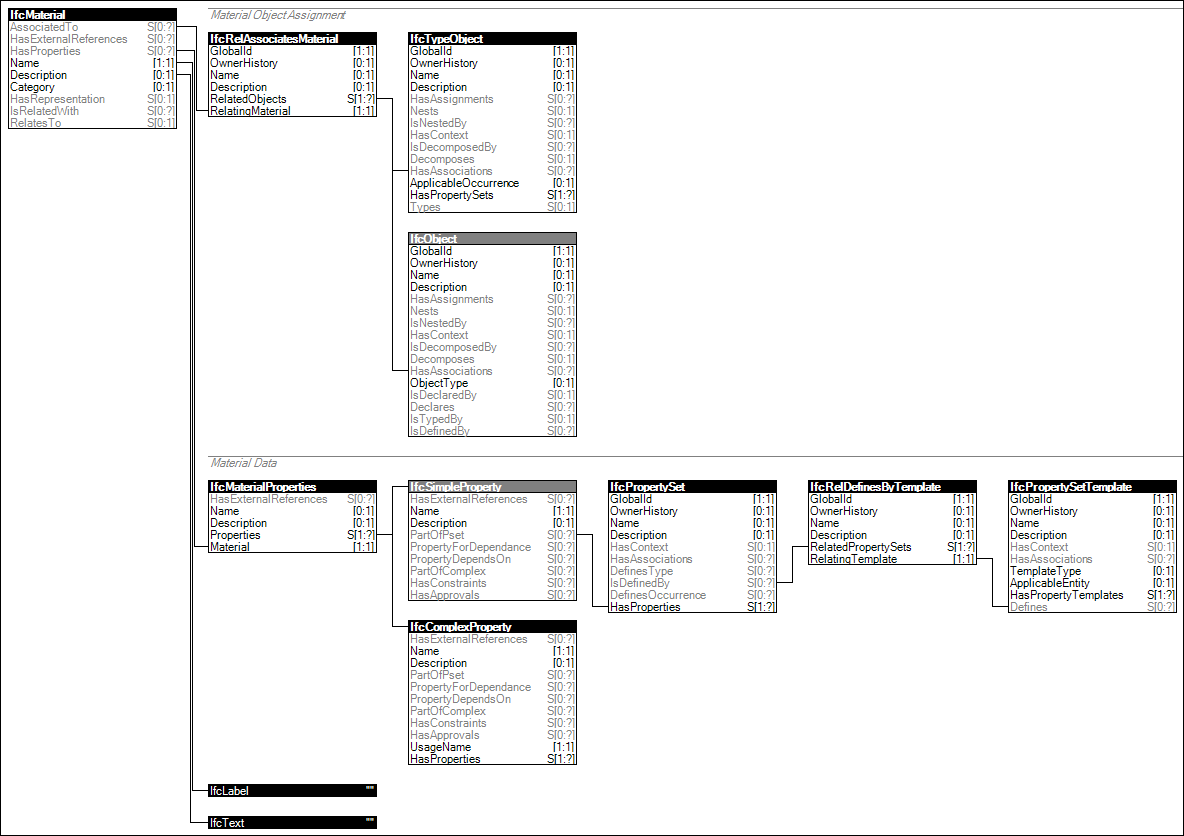 IfcMaterial
AssociatedTo S[0:?]
HasExternalReferences S[0:?]
HasProperties S[0:?]
Name [1:1]
Description [0:1]
Category [0:1]
HasRepresentation S[0:1]
IsRelatedWith S[0:?]
RelatesTo S[0:1]
Material Object Assignment
IfcRelAssociatesMaterial
GlobalId [1:1]
OwnerHistory [0:1]
Name [0:1]
Description [0:1]
RelatedObjects S[1:?]
RelatingMaterial [1:1]
IfcTypeObject
GlobalId [1:1]
OwnerHistory [0:1]
Name [0:1]
Description [0:1]
HasAssignments S[0:?]
Nests S[0:1]
IsNestedBy S[0:?]
HasContext S[0:1]
IsDecomposedBy S[0:?]
Decomposes S[0:1]
HasAssociations S[0:?]
ApplicableOccurrence [0:1]
HasPropertySets S[1:?]
Types S[0:1]
IfcObject
GlobalId [1:1]
OwnerHistory [0:1]
Name [0:1]
Description [0:1]
HasAssignments S[0:?]
Nests S[0:1]
IsNestedBy S[0:?]
HasContext S[0:1]
IsDecomposedBy S[0:?]
Decomposes S[0:1]
HasAssociations S[0:?]
ObjectType [0:1]
IsDeclaredBy S[0:1]
Declares S[0:?]
IsTypedBy S[0:1]
IsDefinedBy S[0:?]
Material Data
IfcMaterialProperties
HasExternalReferences S[0:?]
Name [0:1]
Description [0:1]
Properties S[1:?]
Material [1:1]
IfcSimpleProperty
HasExternalReferences S[0:?]
Name [1:1]
Description [0:1]
PartOfPset S[0:?]
PropertyForDependance S[0:?]
PropertyDependsOn S[0:?]
PartOfComplex S[0:?]
HasConstraints S[0:?]
HasApprovals S[0:?]
IfcPropertySet
GlobalId [1:1]
OwnerHistory [0:1]
Name [0:1]
Description [0:1]
HasContext S[0:1]
HasAssociations S[0:?]
DefinesType S[0:?]
IsDefinedBy S[0:?]
DefinesOccurrence S[0:?]
HasProperties S[1:?]
IfcRelDefinesByTemplate
GlobalId [1:1]
OwnerHistory [0:1]
Name [0:1]
Description [0:1]
RelatedPropertySets S[1:?]
RelatingTemplate [1:1]
IfcPropertySetTemplate
GlobalId [1:1]
OwnerHistory [0:1]
Name [0:1]
Description [0:1]
HasContext S[0:1]
HasAssociations S[0:?]
TemplateType [0:1]
ApplicableEntity [0:1]
HasPropertyTemplates S[1:?]
Defines S[0:?]
IfcComplexProperty
HasExternalReferences S[0:?]
Name [1:1]
Description [0:1]
PartOfPset S[0:?]
PropertyForDependance S[0:?]
PropertyDependsOn S[0:?]
PartOfComplex S[0:?]
HasConstraints S[0:?]
HasApprovals S[0:?]
UsageName [1:1]
HasProperties S[1:?]
IfcLabel ""
IfcText ""